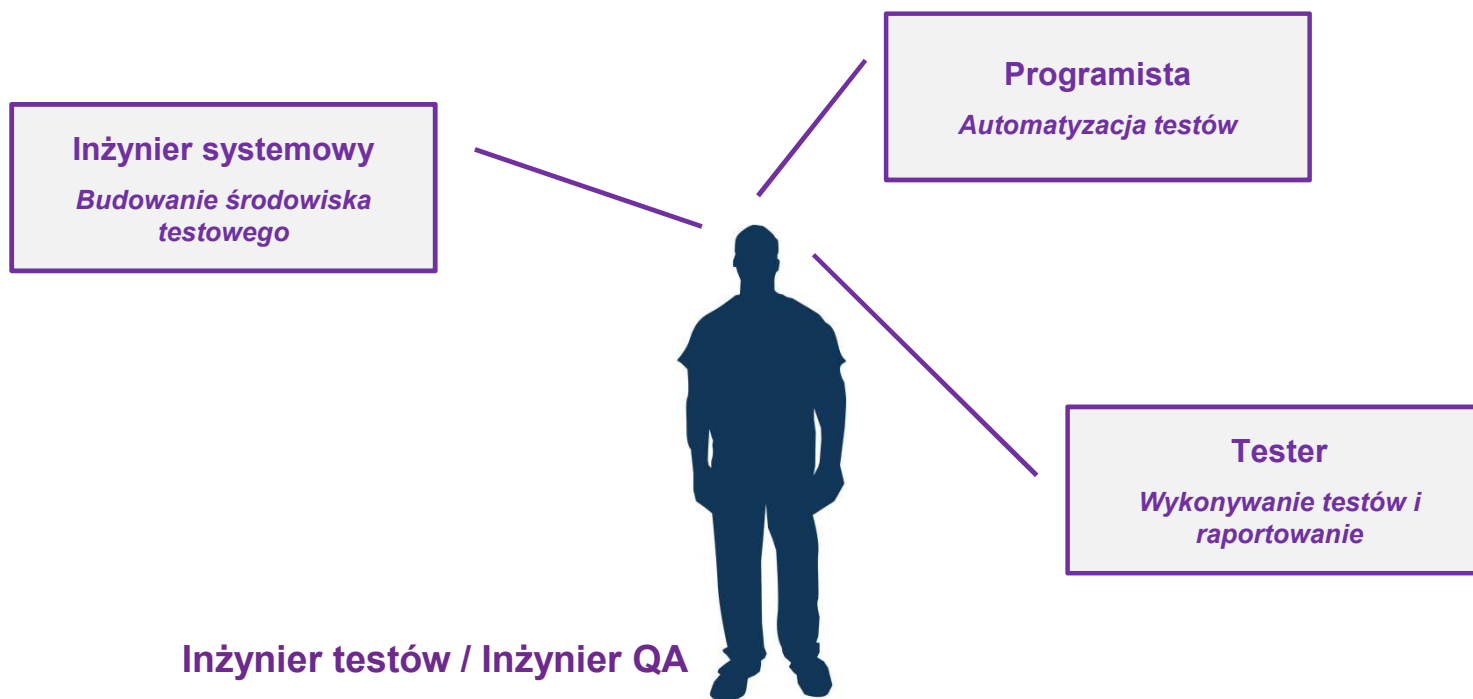 Programista
Automatyzacja testów
Inżynier systemowy
Budowanie środowiska
testowego
Tester
Wykonywanie testów i
raportowanie
Inżynier testów / Inżynier QA